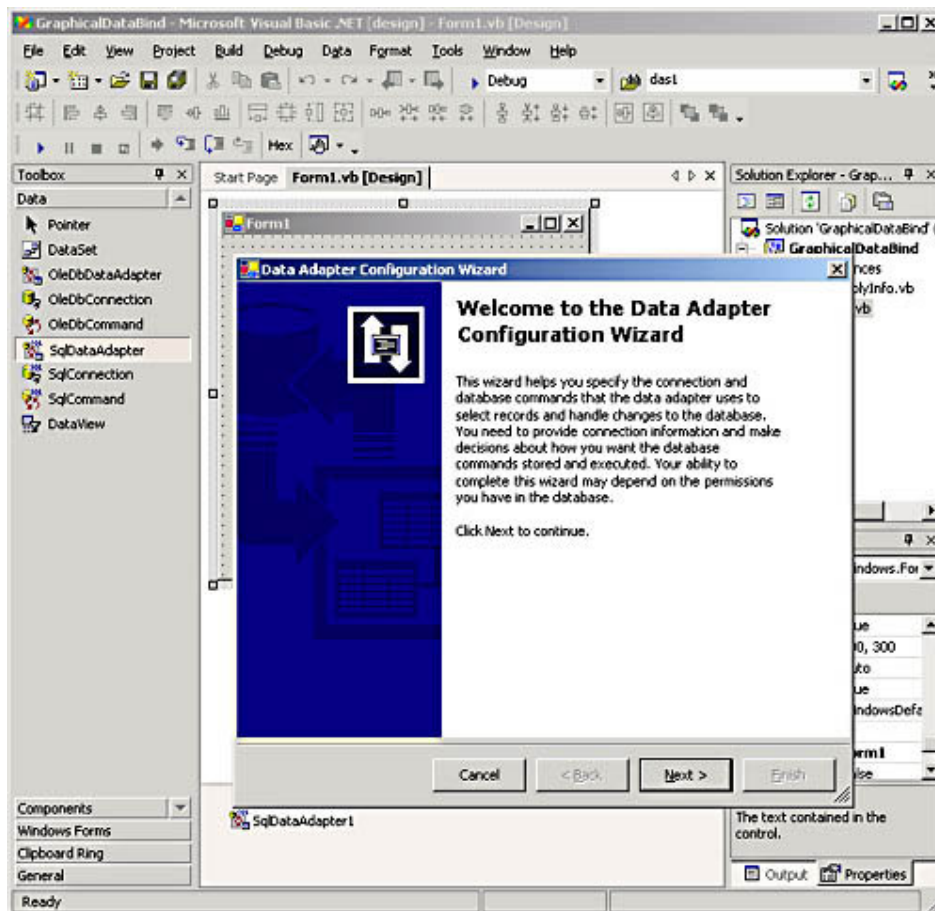 GraphicalDataBind - Microsoft Visual Basic .NET [design] - Form1.vb [Design]
File Edit View Project Build Debug Data Format Tools Window Help
Debug dast
Hex
Toolbox
Start Page Form1.vb [Design]
Solution Explorer - Grap...
Data
Pointer
DataSet
OleDbDataAdapter
OleDbConnection
OleDbCommand
SqlDataAdapter
SqlConnection
SqlCommand
DataView
Form1
Solution 'GraphicalDataBind' (
GraphicalDataBind
nces
blyInfo.vb
vb
Data Adapter Configuration Wizard
Welcome to the Data Adapter
Configuration Wizard
This wizard helps you specify the connection and
database commands that the data adapter uses to
select records and handle changes to the database.
You need to provide connection information and make
decisions about how you want the database
commands stored and executed. Your ability to
complete this wizard may depend on the permissions
you have in the database.
Click Next to continue.
indows.For
ue
0, 300
uto
ue
indowsDefa
orm1
lse
Cancel < Back Next > Finish
Components
Windows Forms
Clipboard Ring
General
SqlDataAdapter1
The text contained in the
control.
Output Properties
Ready